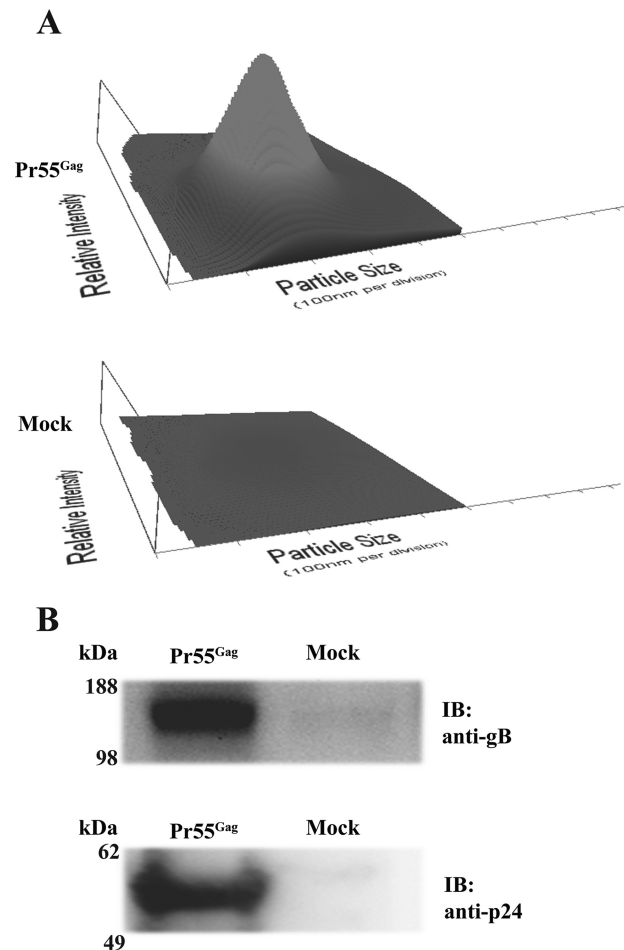 A
Pr55Gag
Relative Intensity
Particle Size
(100nm per division)
Mock
Relative Intensity
Particle Size
(100nm per division)
B
kDa Pr55Gag Mock
188
98
IB:
anti-gB
kDa Pr55Gag Mock
62
49
IB:
anti-p24